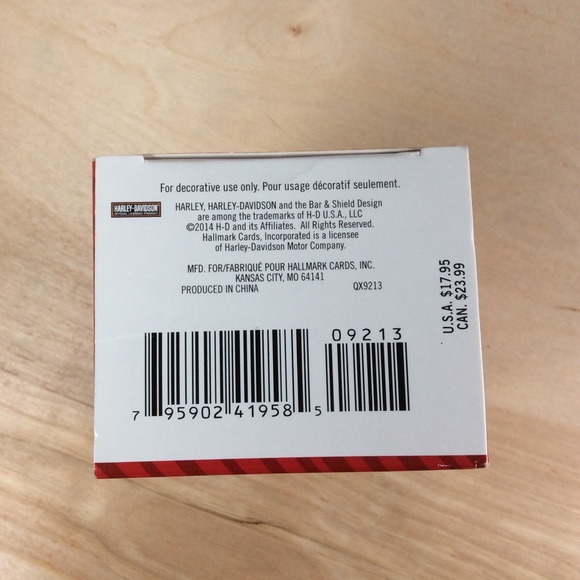 For decorative use only. Pour usage décoratif seulement.
HARLEY-DAVIDSON
OFFICIAL LICENSED PRODUCT
HARLEY, HARLEY-DAVIDSON and the Bar & Shield Design
are among the trademarks of H-D U.S.A., LLC
©2014 H-D and its Affiliates. All Rights Reserved.
Hallmark Cards, Incorporated is a licensee
of Harley-Davidson Motor Company.
MFD. FOR/FABRIQUÉ POUR HALLMARK CARDS, INC.
KANSAS CITY, MO 64141
PRODUCED IN CHINA QX9213
U.S.A. $17.95
CAN. $23.99
09213
7 95902 41958 5